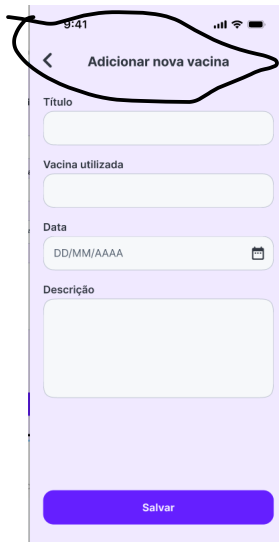 9:41
Adicionar nova vacina
Título
Vacina utilizada
Data
DD/MM/AAAA
Descrição
Salvar